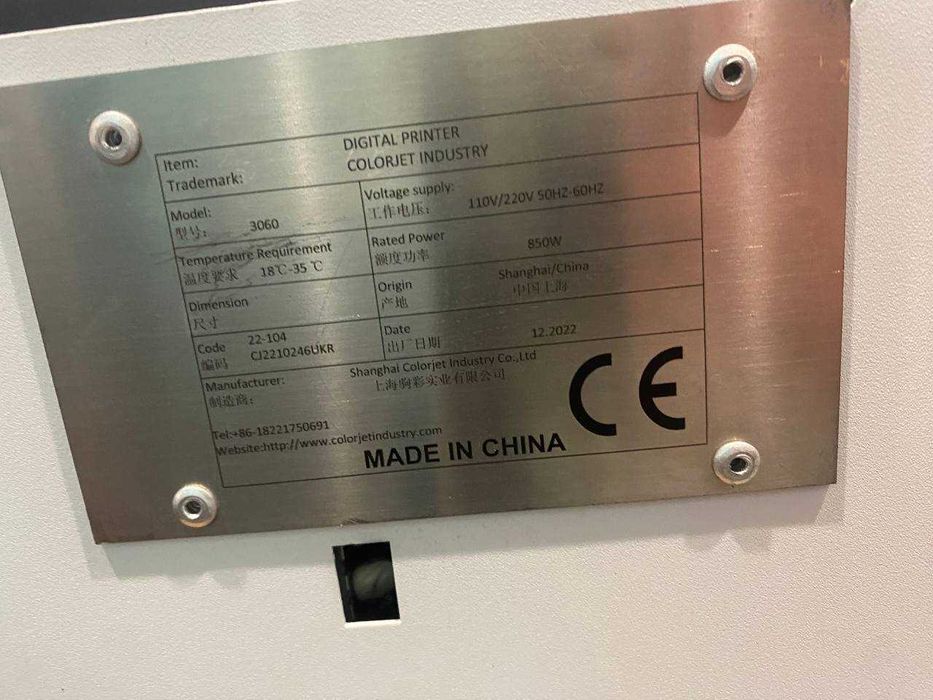 Item: DIGITAL PRINTER
Trademark: COLORJET INDUSTRY
Model:
型号: 3060
Voltage supply:
工作电压: 110V/220V 50HZ-60HZ
Temperature Requirement
温度要求 18℃-35 ℃
Rated Power
额度功率 850W
Dimension
尺寸
Origin Shanghai/China
产地 中国上海
Code 22-104
编码 CJ2210246UKR
Date
出厂日期 12.2022
Manufacturer: Shanghai Colorjet Industry Co.,Ltd
制造商: 上海昫彩实业有限公司
Tel:+86-18221750691
Website:http://www.colorjetindustry.com
MADE IN CHINA
CE